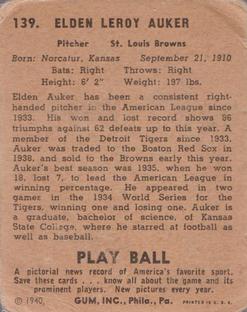 139. ELDEN LEROY AUKER
Pitcher St. Louis Browns
Born: Norcatur, Kansas September 21, 1910
Bats: Right Throws: Right
Height: 6' 2" Weight: 197 lbs.
Elden Auker has been a consistent right-
handed pitcher in the American League since
1933. His won and lost record shows 96
triumphs against 62 defeats up to this year. A
member of the Detroit Tigers since 1933.
Auker was traded to the Boston Red Sox in
1938, and sold to the Browns early this year.
Auker's best season was 1935, when he won
18, lost 7, to lead the American League in
winning percentage. He appeared in two
games in the 1934 World Series for the
Tigers, winning one and losing one. Auker is
a graduate, bachelor of science, of Kansas
State College, where he starred at football as
well as baseball.
PLAY BALL
A pictorial news record of America's favorite sport.
Save these cards . . . know all about the game and its
prominent players. New pictures every year.
© 1940, GUM, INC., Phila., Pa. PRINTED IN U. S. A.